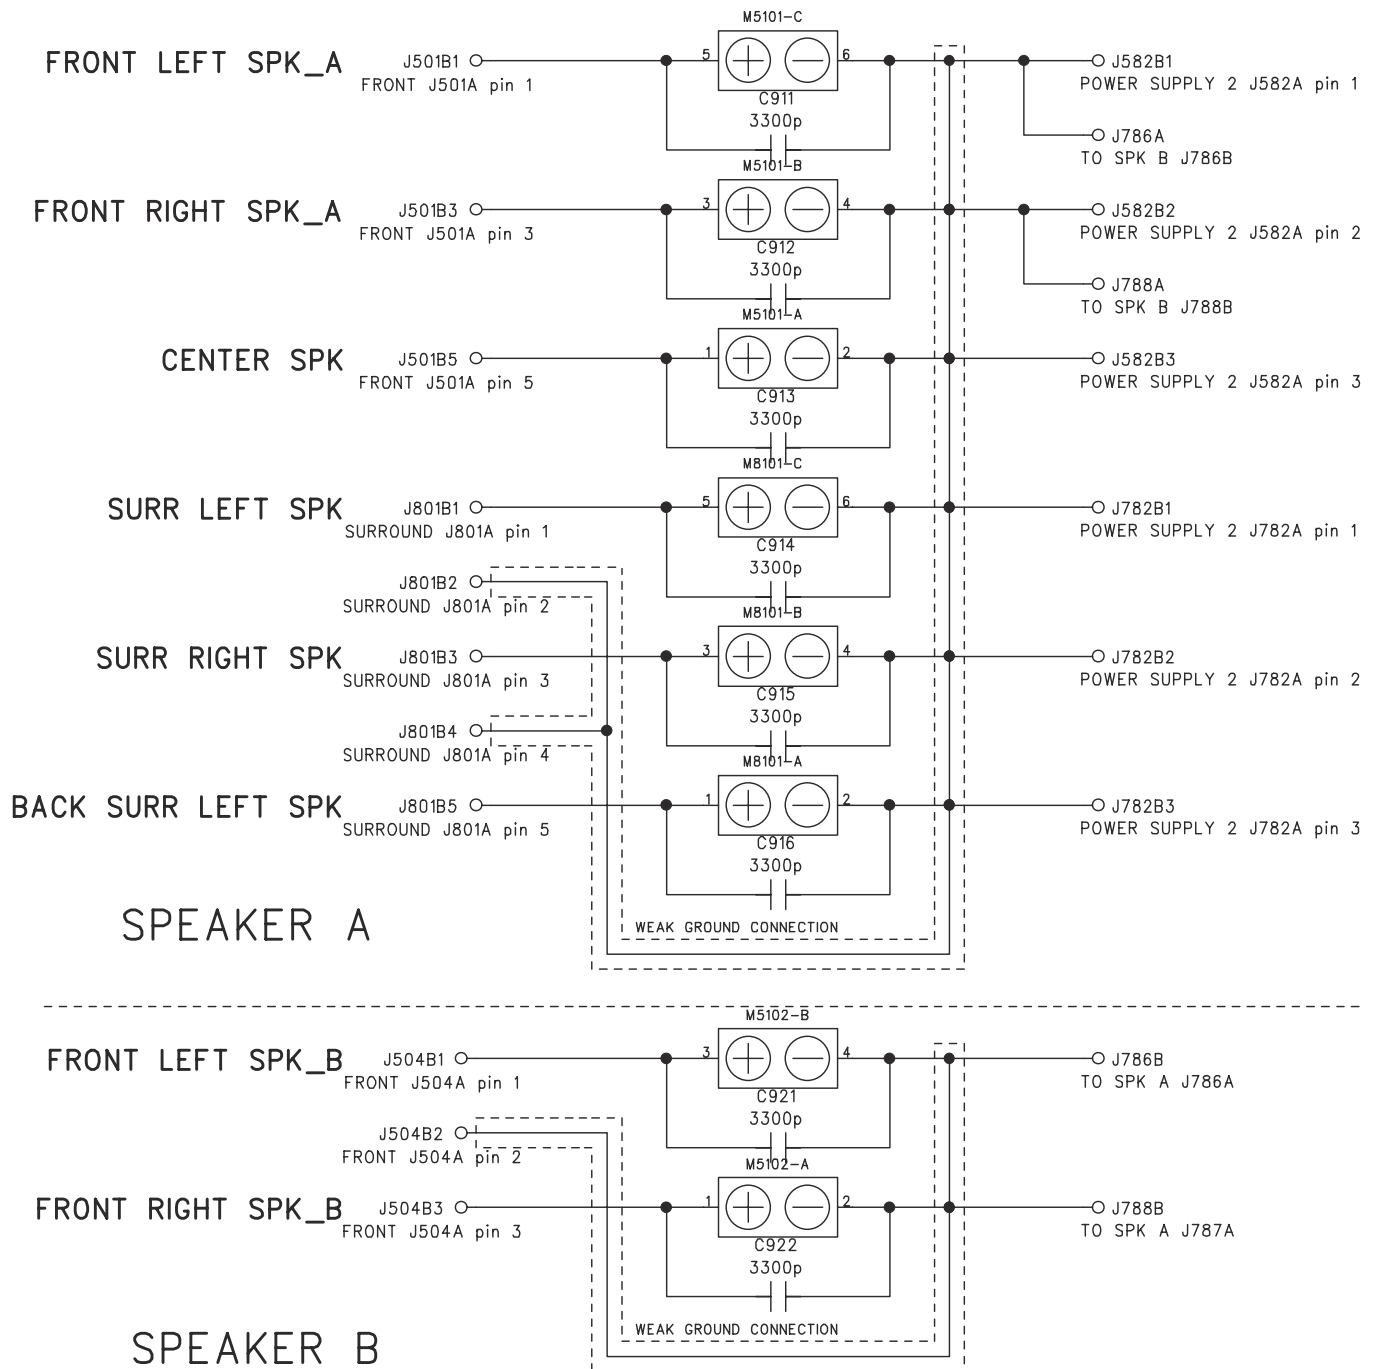 M5101-C
FRONT LEFT SPK_A J501B1 5 6 J582B1
FRONT J501A pin 1 POWER SUPPLY 2 J582A pin 1
C911
3300p
J786A
TO SPK B J786B
M5101-B
FRONT RIGHT SPK_A J501B3 3 4 J582B2
FRONT J501A pin 3 POWER SUPPLY 2 J582A pin 2
C912
3300p
J788A
TO SPK B J788B
M5101-A
CENTER SPK J501B5 1 2 J582B3
FRONT J501A pin 5 POWER SUPPLY 2 J582A pin 3
C913
3300p
M8101-C
SURR LEFT SPK J801B1 5 6 J782B1
SURROUND J801A pin 1 POWER SUPPLY 2 J782A pin 1
C914
3300p
J801B2
SURROUND J801A pin 2
M8101-B
SURR RIGHT SPK J801B3 3 4 J782B2
SURROUND J801A pin 3 POWER SUPPLY 2 J782A pin 2
C915
3300p
J801B4
SURROUND J801A pin 4
M8101-A
BACK SURR LEFT SPK J801B5 1 2 J782B3
SURROUND J801A pin 5 POWER SUPPLY 2 J782A pin 3
C916
3300p
SPEAKER A
WEAK GROUND CONNECTION
M5102-B
FRONT LEFT SPK_B J504B1 3 4 J786B
FRONT J504A pin 1 TO SPK A J786A
C921
3300p
J504B2
FRONT J504A pin 2
M5102-A
FRONT RIGHT SPK_B J504B3 1 2 J788B
FRONT J504A pin 3 TO SPK A J787A
C922
3300p
WEAK GROUND CONNECTION
SPEAKER B